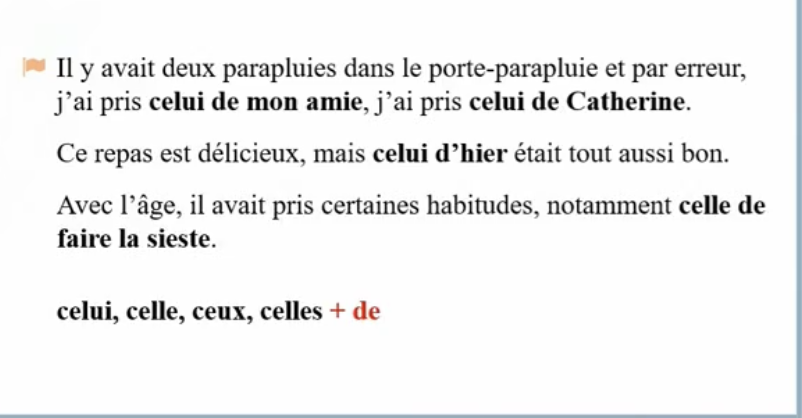 Il y avait deux parapluies dans le porte-parapluie et par erreur,
j’ai pris celui de mon amie, j’ai pris celui de Catherine.
Ce repas est délicieux, mais celui d’hier était tout aussi bon.
Avec l’âge, il avait pris certaines habitudes, notamment celle de
faire la sieste.
celui, celle, ceux, celles + de